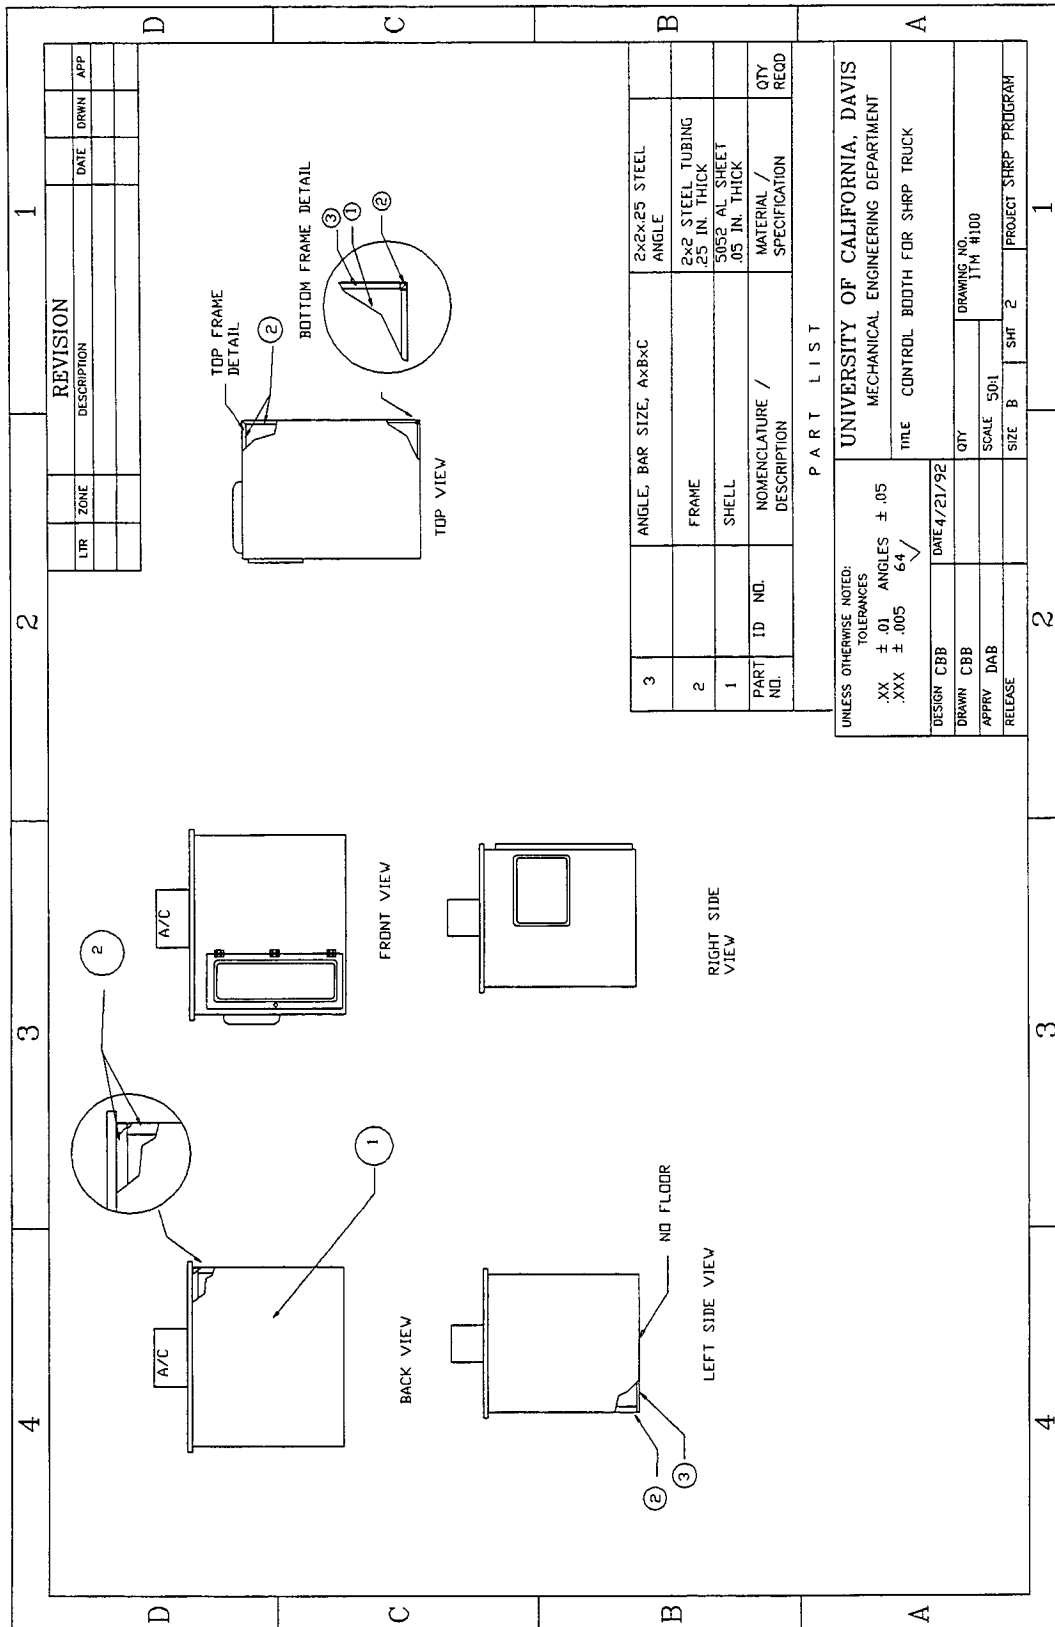 4
3
2
1
D
C
B
A
REVISION
LTR ZONE DESCRIPTION DATE DRWN APP
2
A/C
BACK VIEW
1
A/C
FRONT VIEW
TOP FRAME
DETAIL
2
TOP VIEW
BOTTOM FRAME DETAIL
3
1
2
LEFT SIDE VIEW
NO FLOOR
2
3
RIGHT SIDE
VIEW
3 ANGLE, BAR SIZE, AxBxC 2x2x.25 STEEL
ANGLE
2 FRAME 2x2 STEEL TUBING
.25 IN. THICK
1 SHELL 5052 AL SHEET
.05 IN. THICK
PART
NO. ID NO. NOMENCLATURE /
DESCRIPTION MATERIAL /
SPECIFICATION QTY
REQD
PART LIST
UNLESS OTHERWISE NOTED:
TOLERANCES
.XX ± .01 ANGLES ± .05
.XXX ± .005 64
UNIVERSITY OF CALIFORNIA, DAVIS
MECHANICAL ENGINEERING DEPARTMENT
TITLE CONTROL BOOTH FOR SHRP TRUCK
DESIGN CBB DATE 4/21/92
DRAWN CBB
APPRV DAB
RELEASE
QTY
DRAWING NO.
ITM #100
SCALE 50:1
SIZE B SHT 2 PROJECT SHRP PROGRAM
D
C
B
A
4
3
2
1